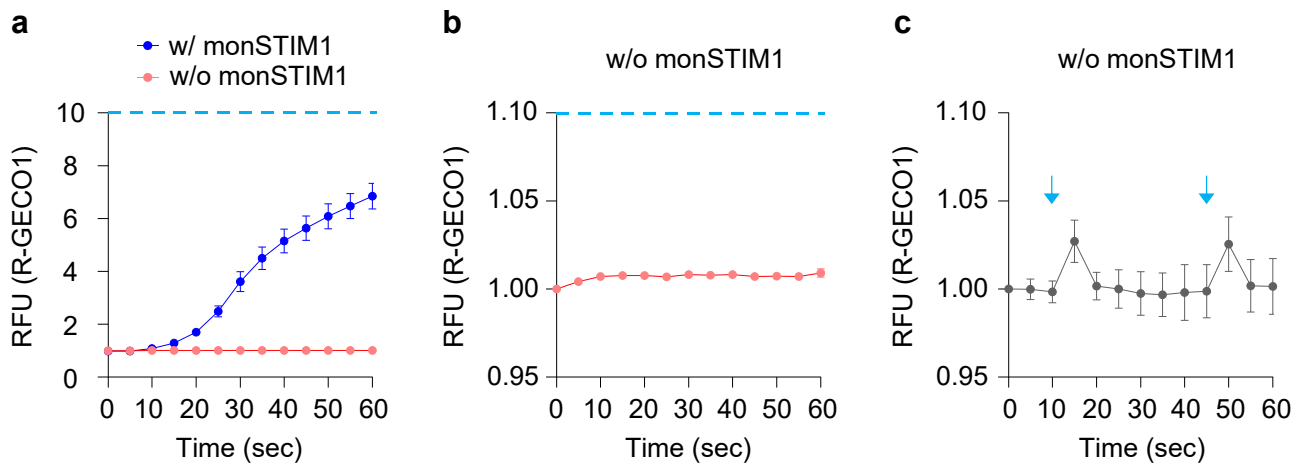 a
w/ monSTIM1
w/o monSTIM1
RFU (R-GECO1)
10
8
6
4
2
0
0 10 20 30 40 50 60
Time (sec)
b
w/o monSTIM1
RFU (R-GECO1)
1.10
1.05
1.00
0.95
0 10 20 30 40 50 60
Time (sec)
c
w/o monSTIM1
RFU (R-GECO1)
1.10
1.05
1.00
0.95
0 10 20 30 40 50 60
Time (sec)